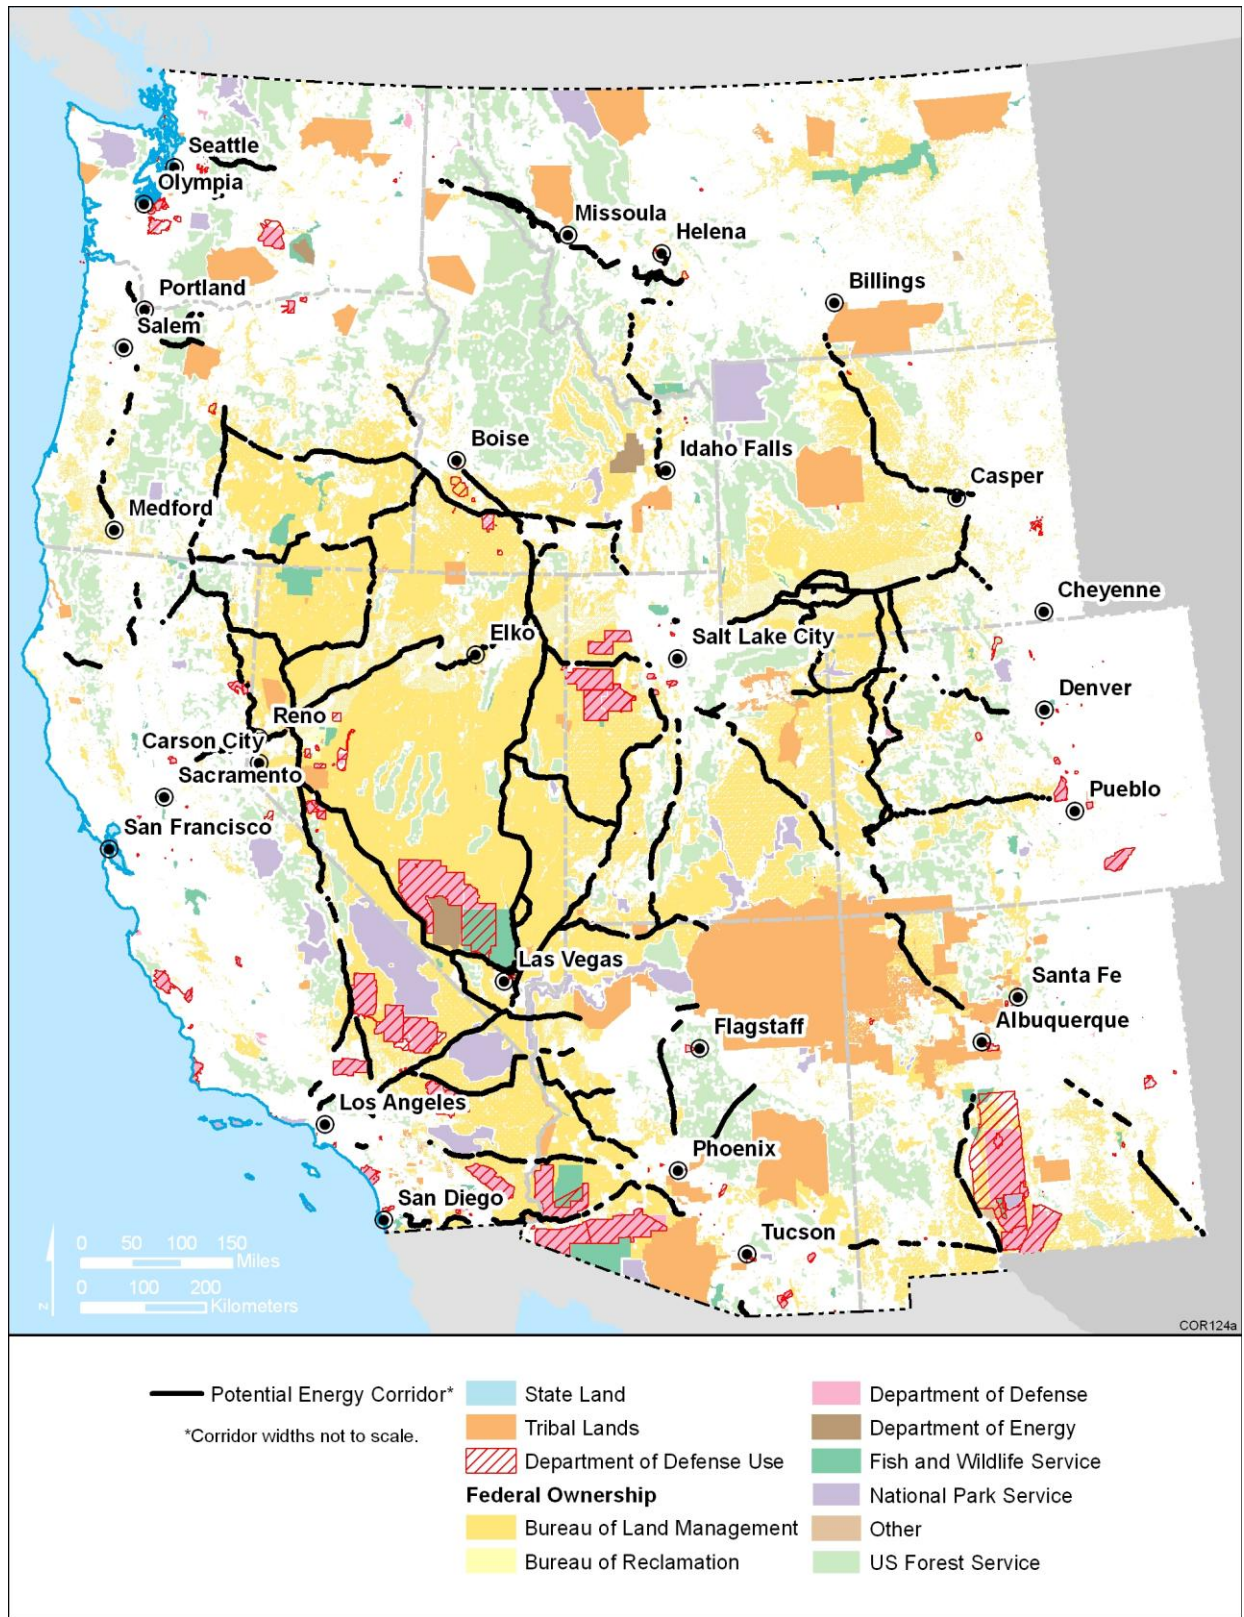 Seattle
Olympia
Missoula
Helena
Billings
Portland
Salem
Boise
Idaho Falls
Casper
Medford
Cheyenne
Elko
Salt Lake City
Denver
Reno
Carson City
Sacramento
Pueblo
San Francisco
Las Vegas
Santa Fe
Flagstaff
Albuquerque
Los Angeles
Phoenix
San Diego
Tucson
0 50 100 150
Miles
0 100 200
Kilometers
N
COR124a
Potential Energy Corridor*
*Corridor widths not to scale.
State Land
Tribal Lands
Department of Defense Use
Federal Ownership
Bureau of Land Management
Bureau of Reclamation
Department of Defense
Department of Energy
Fish and Wildlife Service
National Park Service
Other
US Forest Service